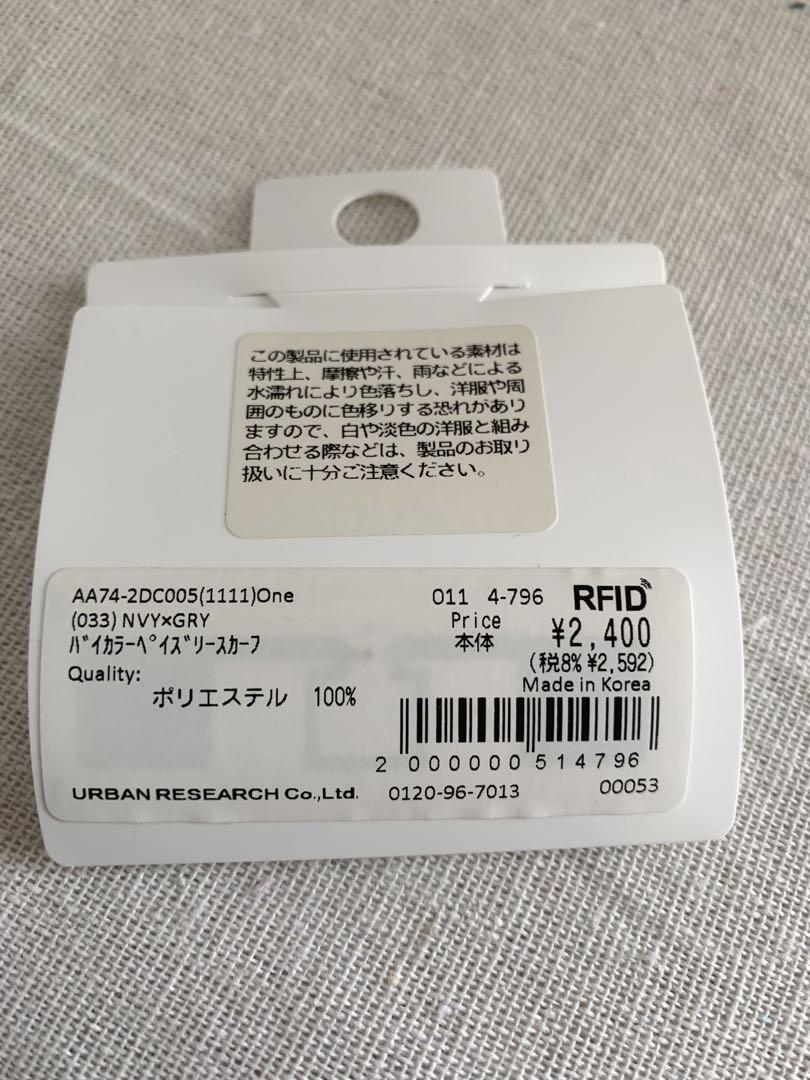 この製品に使用されている素材は
特性上、摩擦や汗、雨などによる
水濡れにより色落ちし、洋服や周
囲のものに色移りする恐れがあり
ますので、白や淡色の洋服と組み
合わせる際などは、製品のお取り
扱いに十分ご注意ください。
AA74-2DC005(1111)One 011 4-796 RFID
(033) NVY×GRY Price ¥2,400
ﾊﾞｲカラーﾍﾟｲｽﾞリースカーフ 本体
(税8% ¥2,592)
Quality: Made in Korea
ポリエステル 100%
2 000000 514796
URBAN RESEARCH Co.,Ltd. 0120-96-7013 00053